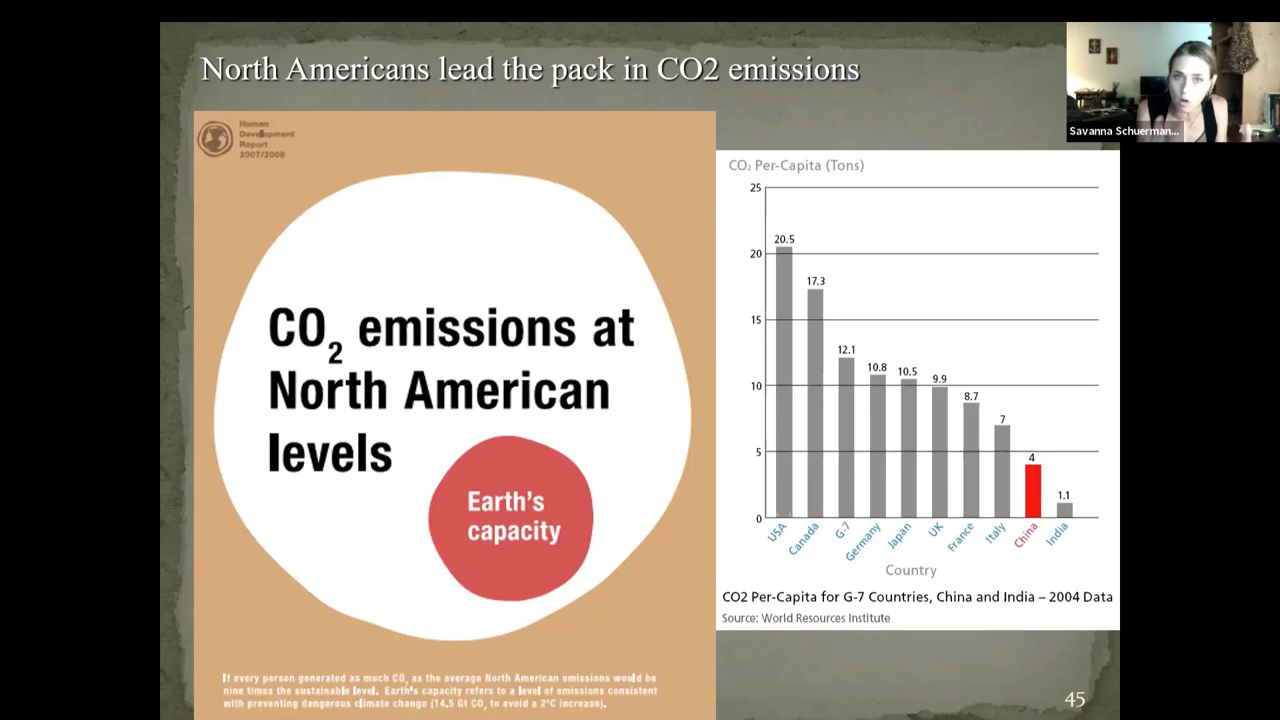 North Americans lead the pack in CO2 emissions
Savanna Schuerman...
Human
Development
Report
2007/2008
CO₂ emissions at
North American
levels
Earth's
capacity
If every person generated as much CO₂ as the average North American emissions would be
nine times the sustainable level. Earth's capacity refers to a level of emissions consistent
with preventing dangerous climate change (14.5 Gt CO₂ to avoid a 2°C increase).
CO₂ Per-Capita (Tons)
25
20
15
10
5
0
20.5
17.3
12.1
10.8
10.5
9.9
8.7
7
4
1.1
USA
Canada
G-7
Germany
Japan
UK
France
Italy
China
India
Country
CO2 Per-Capita for G-7 Countries, China and India – 2004 Data
Source: World Resources Institute
45